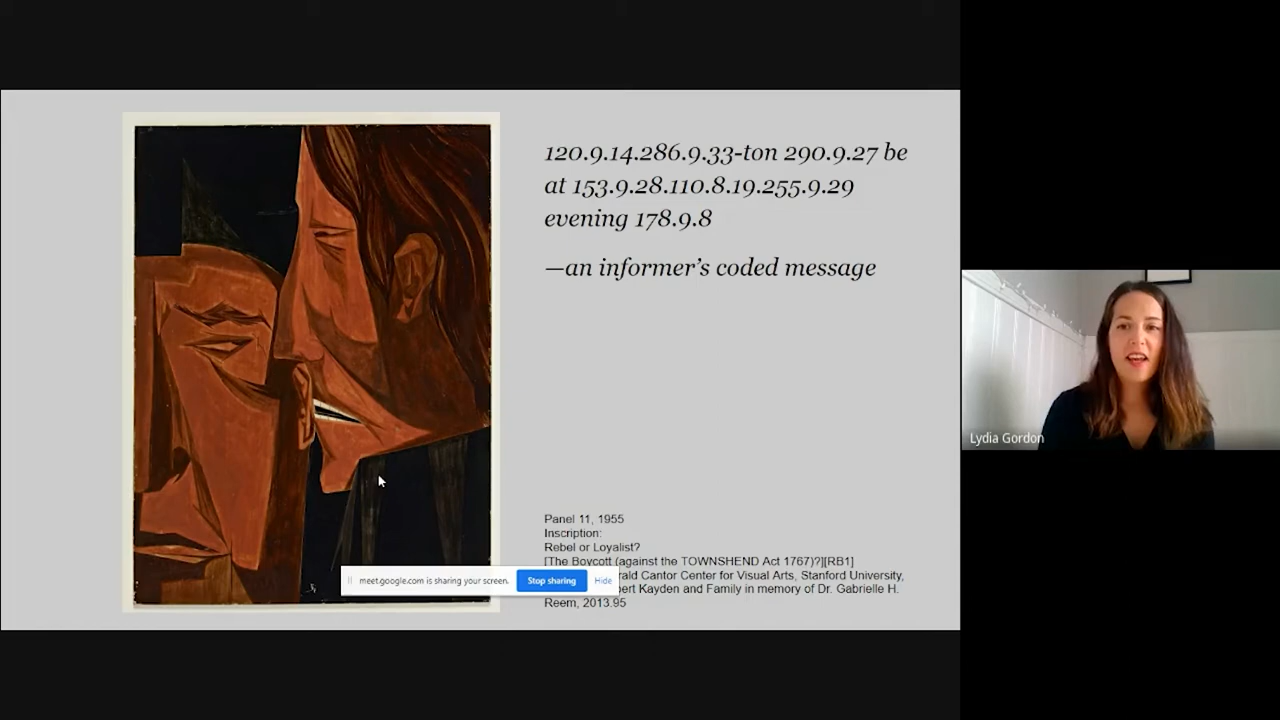 120.9.14.286.9.33-ton 290.9.27 be
at 153.9.28.110.8.19.255.9.29
evening 178.9.8
—an informer's coded message
Panel 11, 1955
Inscription:
Rebel or Loyalist?
[The Boycott (against the TOWNSHEND Act 1767)?][RB1]
rald Cantor Center for Visual Arts, Stanford University,
meet.google.com is sharing your screen. Stop sharing Hide
bert Kayden and Family in memory of Dr. Gabrielle H.
Reem, 2013.95
Lydia Gordon